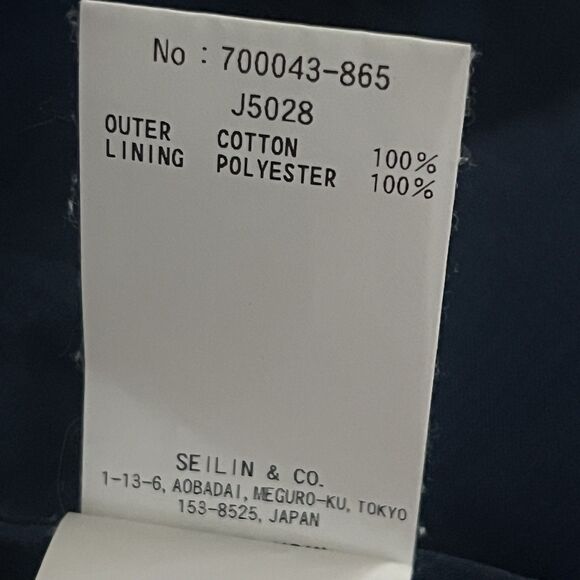 No : 700043-865
J5028
OUTER COTTON 100%
LINING POLYESTER 100%
SEILIN & CO.
1-13-6, AOBADAI, MEGURO-KU, TOKYO
153-8525, JAPAN